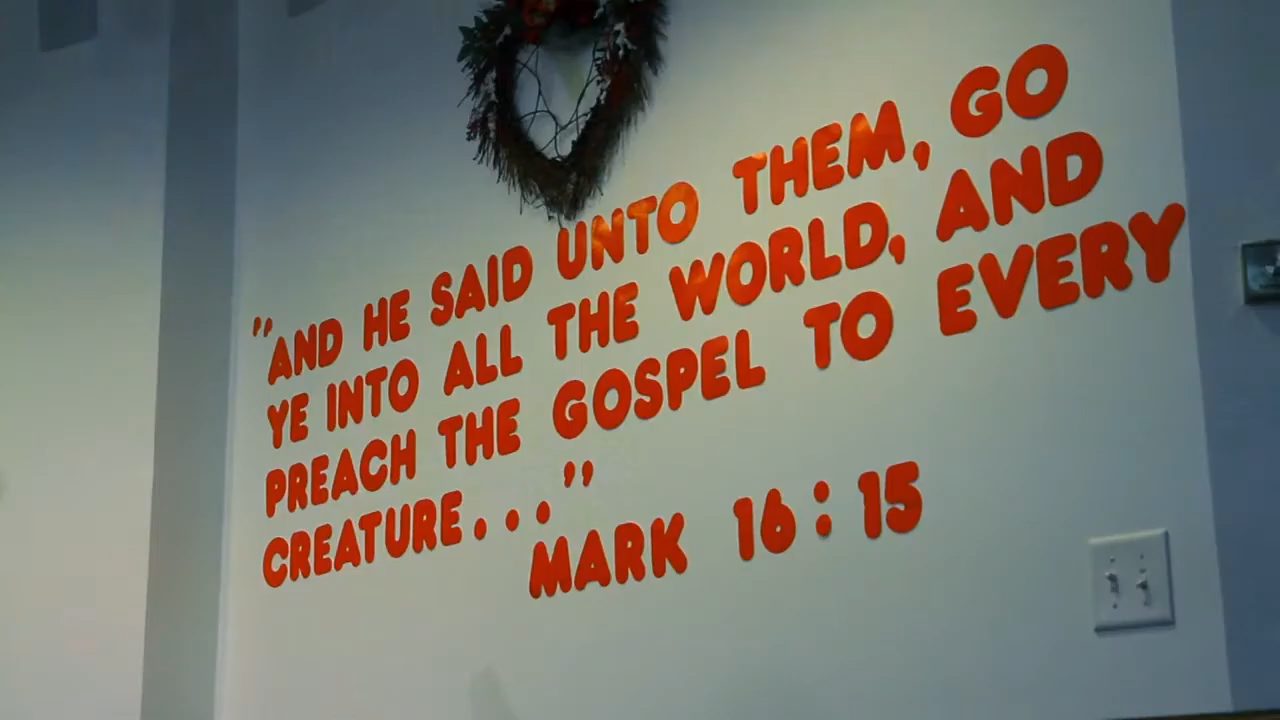 "AND HE SAID UNTO THEM, GO
YE INTO ALL THE WORLD, AND
PREACH THE GOSPEL TO EVERY
CREATURE..."
MARK 16:15